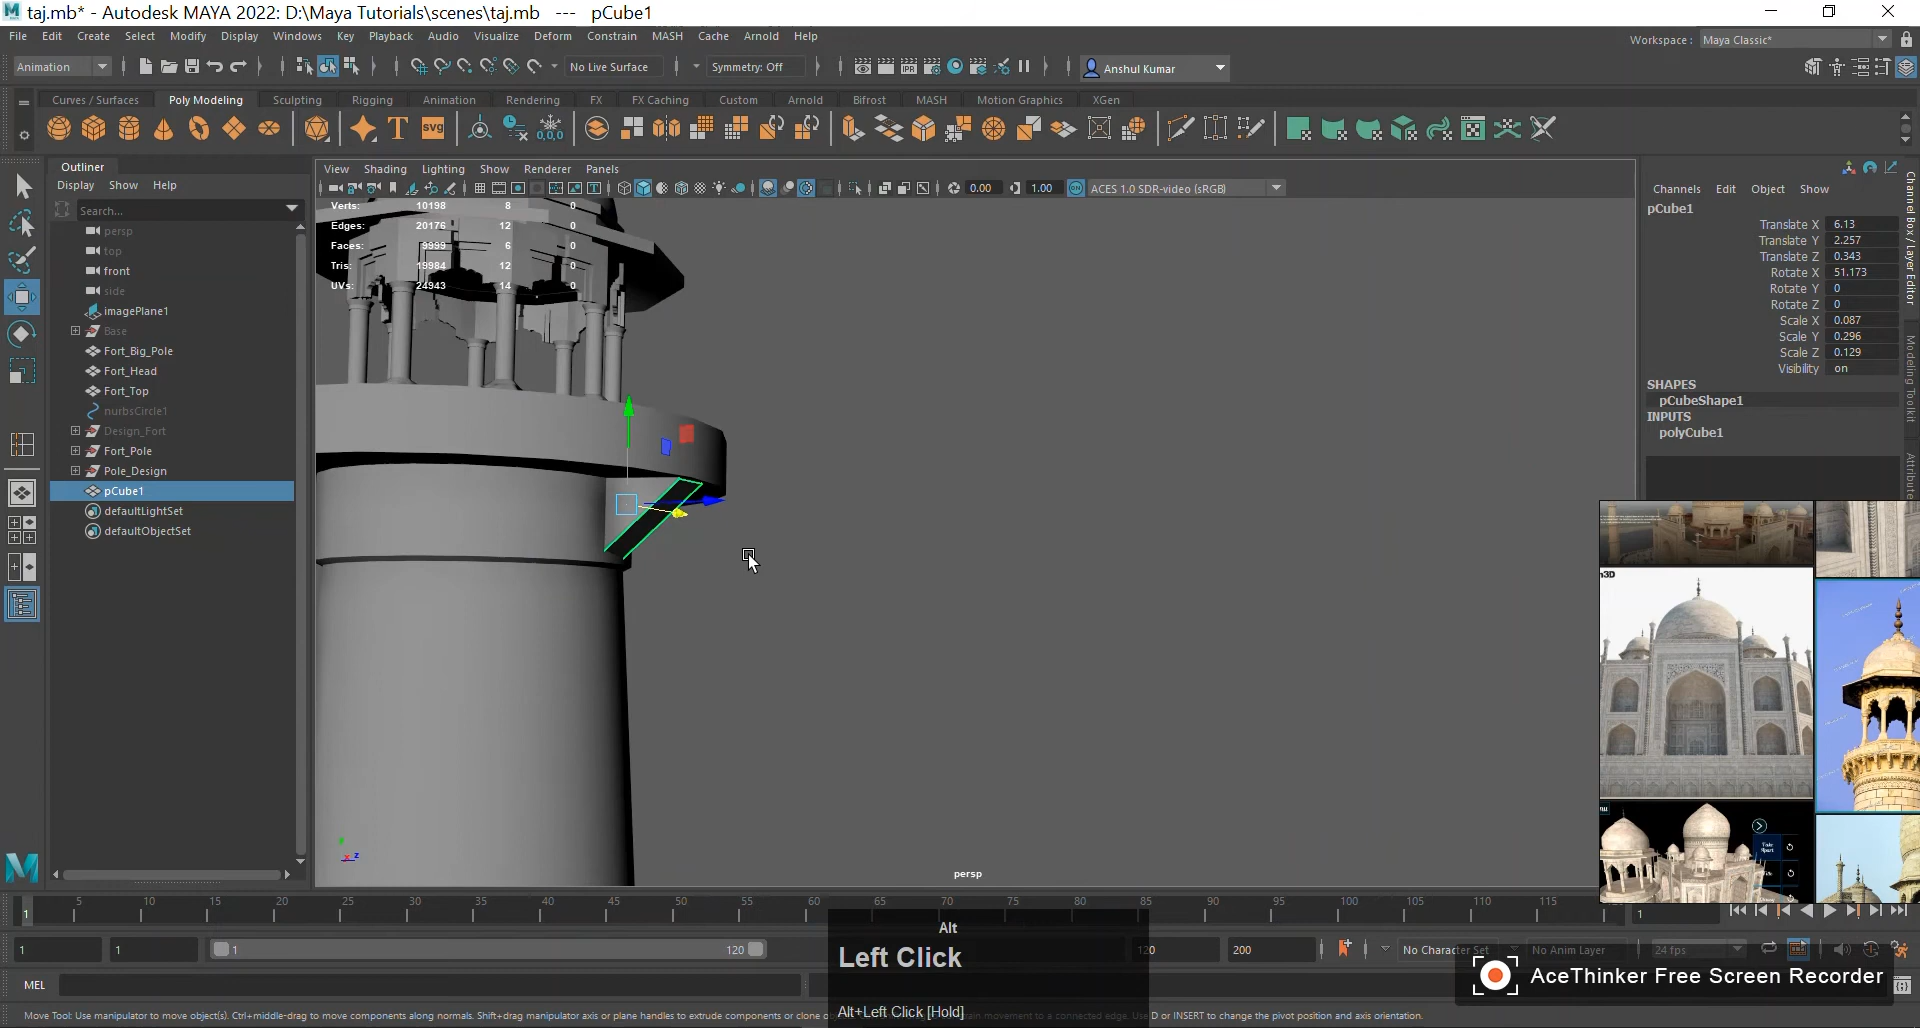 taj.mb* - Autodesk MAYA 2022: D:\Maya Tutorials\scenes\taj.mb --- pCube1
File Edit Create Select Modify Display Windows Key Playback Audio Visualize Deform Constrain MASH Cache Arnold Help
Workspace: Maya Classic*
Animation No Live Surface Symmetry: Off Anshul Kumar
Curves / Surfaces Poly Modeling Sculpting Rigging Animation Rendering FX FX Caching Custom Arnold Bifrost MASH Motion Graphics XGen
Outliner
Display Show Help
Search...
persp
top
front
side
imagePlane1
Base
Fort_Big_Pole
Fort_Head
Fort_Top
nurbsCircle1
Design_Fort
Fort_Pole
Pole_Design
pCube1
defaultLightSet
defaultObjectSet
View Shading Lighting Show Renderer Panels
0.00 1.00 ACES 1.0 SDR-video (sRGB)
Verts: 10198 8 0
Edges: 20176 12 0
Faces: 9999 6 0
Tris: 19984 12 0
UVs: 24943 14 0
persp
Channels Edit Object Show
pCube1
Translate X 6.13
Translate Y 2.257
Translate Z 0.343
Rotate X 51.173
Rotate Y 0
Rotate Z 0
Scale X 0.087
Scale Y 0.296
Scale Z 0.129
Visibility on
SHAPES
pCubeShape1
INPUTS
polyCube1
Channel Box / Layer Editor
Modeling Toolkit
Attribute
1 5 10 15 20 25 30 35 40 45 50 55 60 65 70 75 80 85 90 95 100 105 110 115 1
1 1 1 120 120 200 No Character Set No Anim Layer 24 fps
Alt
Left Click
Alt+Left Click [Hold]
MEL
AceThinker Free Screen Recorder
Move Tool: Use manipulator to move object(s). Ctrl+middle-drag to move components along normals. Shift+drag manipulator axis or plane handles to extrude components or clone movement to a connected edge. D or INSERT to change the pivot position and axis orientation.